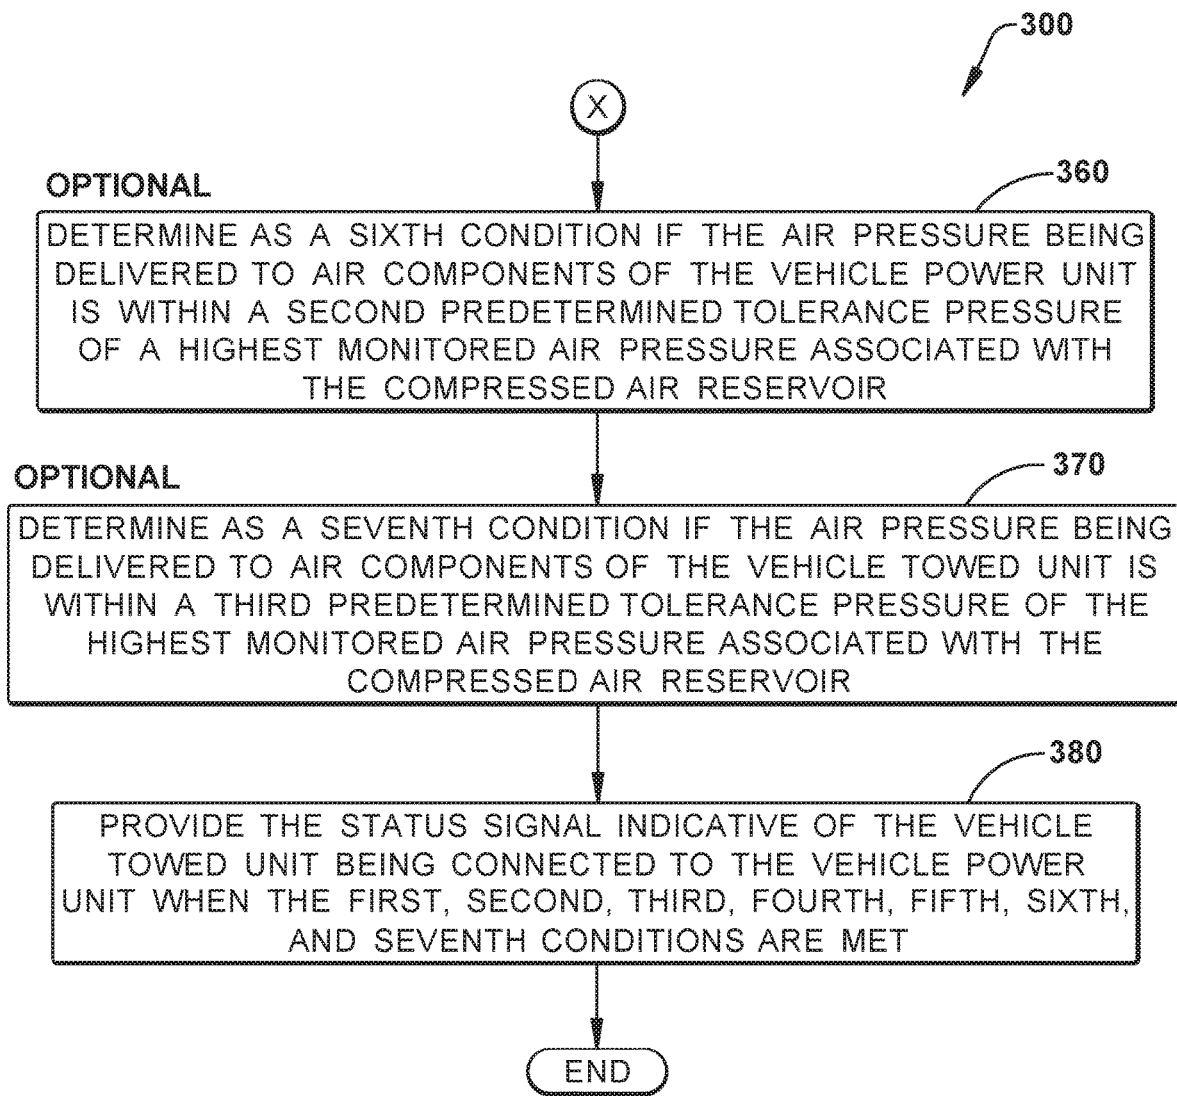 300
X
OPTIONAL
360
DETERMINE AS A SIXTH CONDITION IF THE AIR PRESSURE BEING
DELIVERED TO AIR COMPONENTS OF THE VEHICLE POWER UNIT
IS WITHIN A SECOND PREDETERMINED TOLERANCE PRESSURE
OF A HIGHEST MONITORED AIR PRESSURE ASSOCIATED WITH
THE COMPRESSED AIR RESERVOIR
OPTIONAL
370
DETERMINE AS A SEVENTH CONDITION IF THE AIR PRESSURE BEING
DELIVERED TO AIR COMPONENTS OF THE VEHICLE TOWED UNIT IS
WITHIN A THIRD PREDETERMINED TOLERANCE PRESSURE OF THE
HIGHEST MONITORED AIR PRESSURE ASSOCIATED WITH THE
COMPRESSED AIR RESERVOIR
380
PROVIDE THE STATUS SIGNAL INDICATIVE OF THE VEHICLE
TOWED UNIT BEING CONNECTED TO THE VEHICLE POWER
UNIT WHEN THE FIRST, SECOND, THIRD, FOURTH, FIFTH, SIXTH,
AND SEVENTH CONDITIONS ARE MET
END